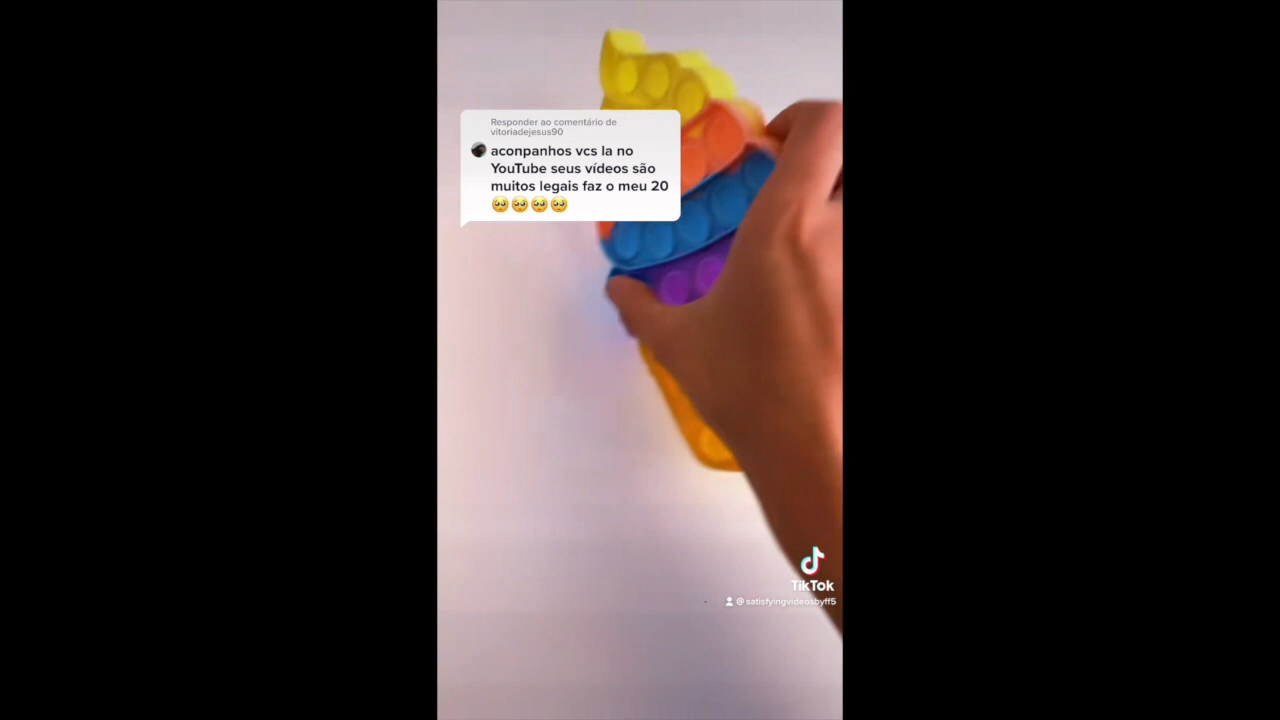 Responder ao comentário de
vitoriadejesus90
aconpanhos vcs la no
YouTube seus vídeos são
muitos legais faz o meu 20
🥺🥺🥺🥺
TikTok
@satisfyingvideosbyff5